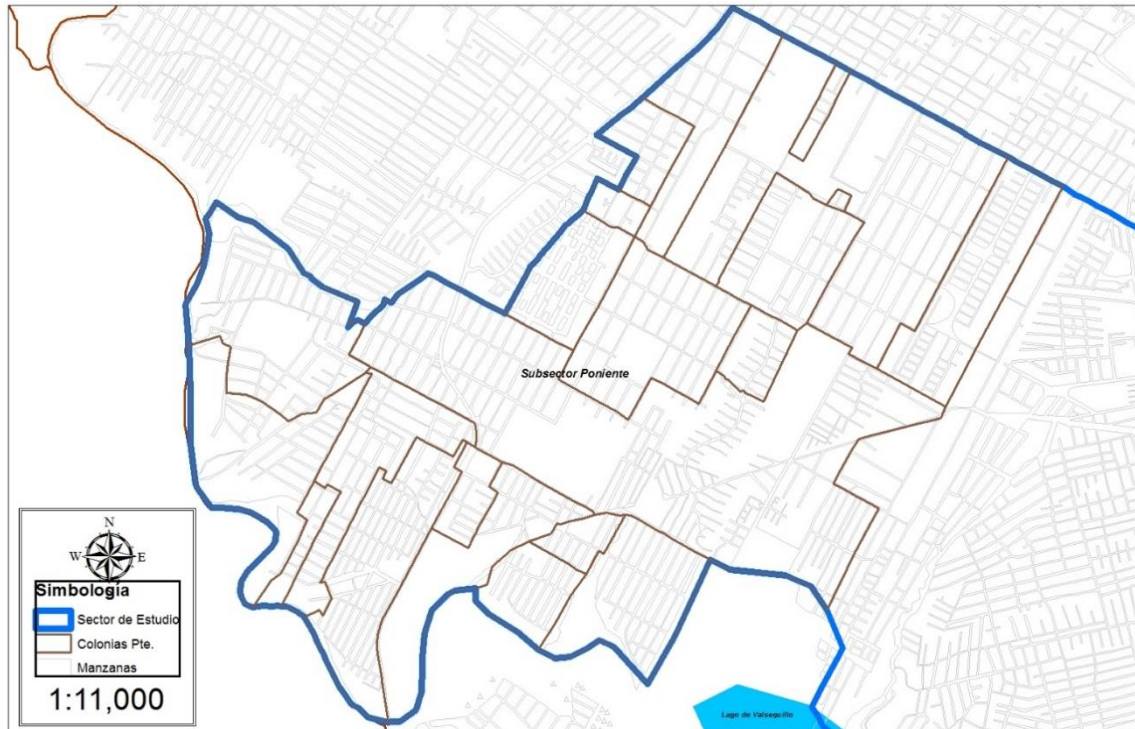 Subsector Poniente
N
W E
S
Simbología
Sector de Estudio
Colonias Pte.
Manzanas
1:11,000
Lago de Valsequillo